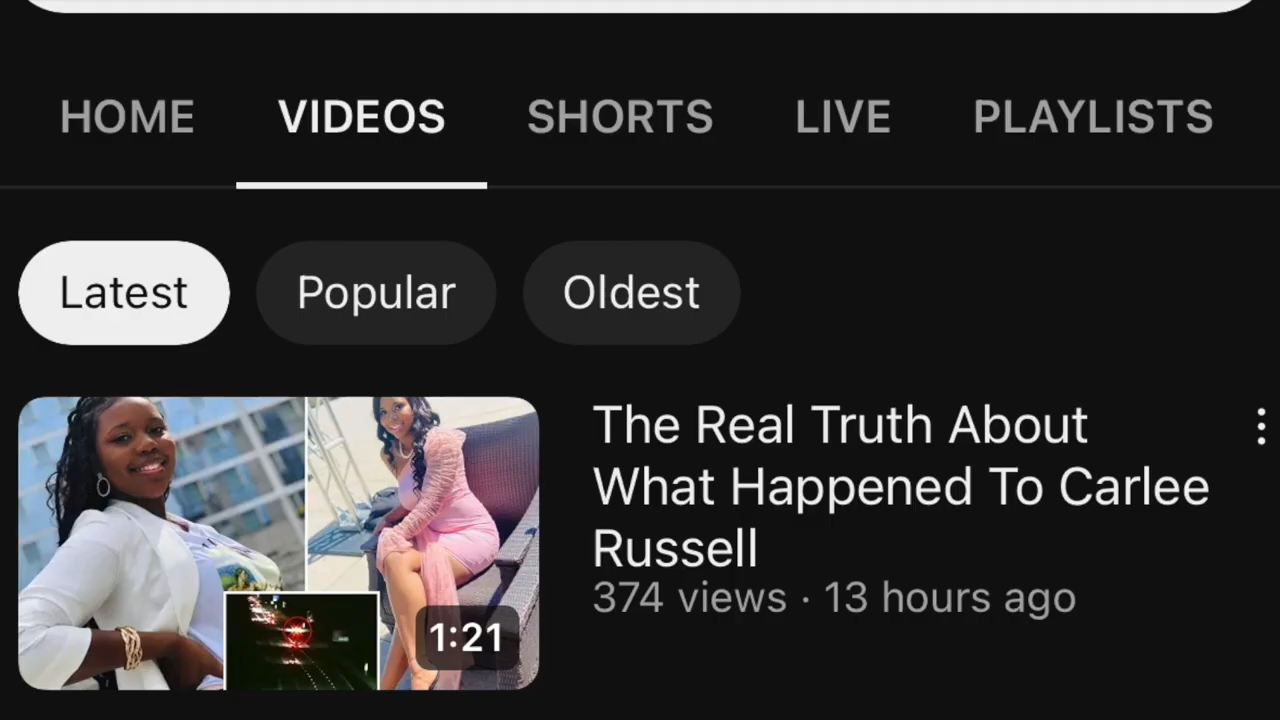 HOME VIDEOS SHORTS LIVE PLAYLISTS
Latest Popular Oldest
The Real Truth About
What Happened To Carlee
Russell
374 views · 13 hours ago
1:21